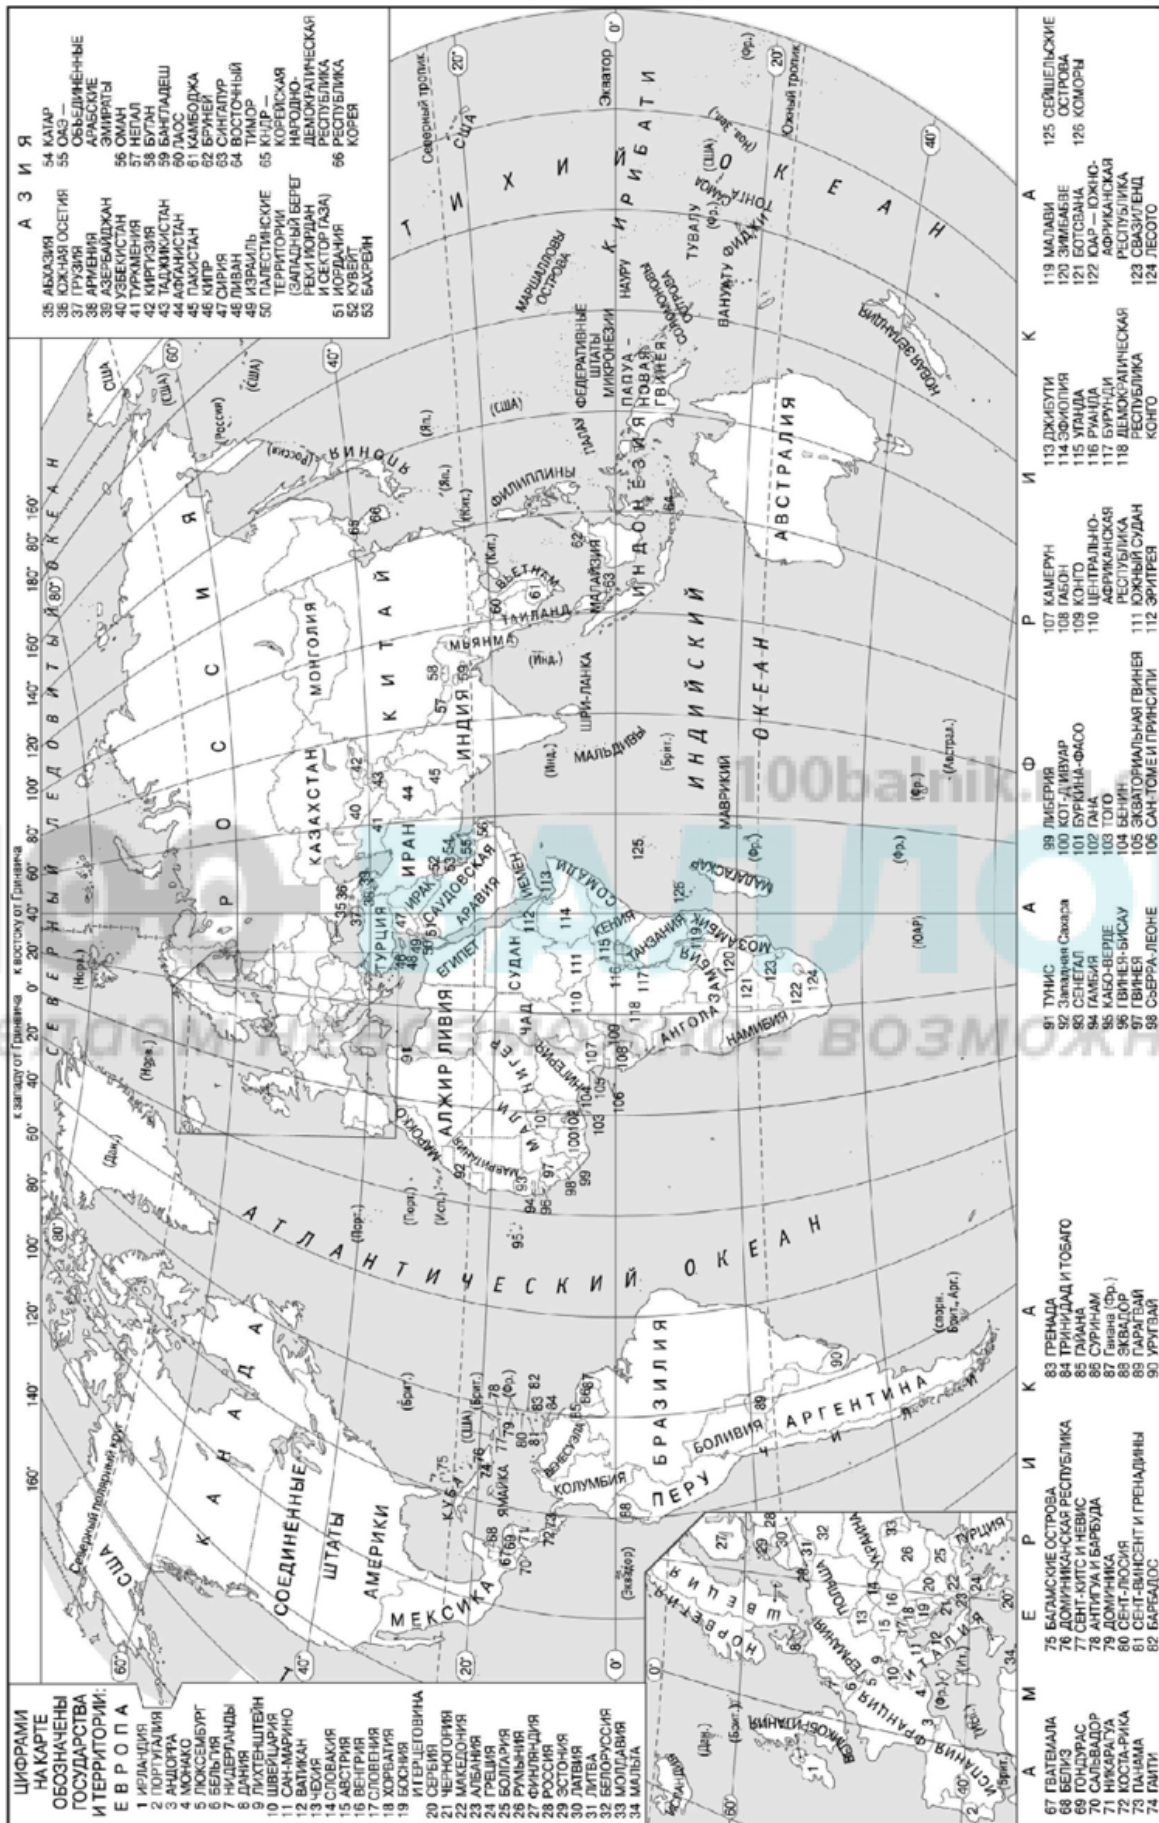 ЦИФРАМИ
НА КАРТЕ
ОБОЗНАЧЕНЫ
ГОСУДАРСТВА
И ТЕРРИТОРИИ:
ЕВРОПА
1 ИРЛАНДИЯ
2 ПОРТУГАЛИЯ
3 АНДОРРА
4 МОНАКО
5 ЛЮКСЕМБУРГ
6 БЕЛЬГИЯ
7 НИДЕРЛАНДЫ
8 ДАНИЯ
9 ЛИХТЕНШТЕЙН
10 ШВЕЙЦАРИЯ
11 САН-МАРИНО
12 ВАТИКАН
13 ЧЕХИЯ
14 СЛОВАКИЯ
15 АВСТРИЯ
16 ВЕНГРИЯ
17 СЛОВЕНИЯ
18 ХОРВАТИЯ
19 БОСНИЯ
И ГЕРЦЕГОВИНА
20 СЕРБИЯ
21 ЧЕРНОГОРИЯ
22 МАКЕДОНИЯ
23 АЛБАНИЯ
24 ГРЕЦИЯ
25 БОЛГАРИЯ
26 РУМЫНИЯ
27 ФИНЛЯНДИЯ
28 РОССИЯ
29 ЭСТОНИЯ
30 ЛАТВИЯ
31 ЛИТВА
32 БЕЛОРУССИЯ
33 МОЛДАВИЯ
34 МАЛЬТА
АЗИЯ
35 АБХАЗИЯ
36 ЮЖНАЯ ОСЕТИЯ
37 ГРУЗИЯ
38 АРМЕНИЯ
39 АЗЕРБАЙДЖАН
40 УЗБЕКИСТАН
41 ТУРКМЕНИЯ
42 КИРГИЗИЯ
43 ТАДЖИКИСТАН
44 АФГАНИСТАН
45 ПАКИСТАН
46 КИПР
47 СИРИЯ
48 ЛИВАН
49 ИЗРАИЛЬ
50 ПАЛЕСТИНСКИЕ
ТЕРРИТОРИИ
(ЗАПАДНЫЙ БЕРЕГ
РЕКИ ИОРДАН
И СЕКТОР ГАЗА)
51 ИОРДАНИЯ
52 КУВЕЙТ
53 БАХРЕЙН
54 КАТАР
55 ОАЭ —
ОБЪЕДИНЁННЫЕ
АРАБСКИЕ
ЭМИРАТЫ
56 ОМАН
57 НЕПАЛ
58 БУТАН
59 БАНГЛАДЕШ
60 ЛАОС
61 КАМБОДЖА
62 БРУНЕЙ
63 СИНГАПУР
64 ВОСТОЧНЫЙ
ТИМОР
65 КНДР —
КОРЕЙСКАЯ
НАРОДНО-
ДЕМОКРАТИЧЕСКАЯ
РЕСПУБЛИКА
66 РЕСПУБЛИКА
КОРЕЯ
к западу от Гринвича
к востоку от Гринвича
СЕВЕРНЫЙ ЛЕДОВИТЫЙ ОКЕАН
Северный полярный круг
США
КАНАДА
СОЕДИНЁННЫЕ
ШТАТЫ
АМЕРИКИ
МЕКСИКА
КУБА
ЯМАЙКА
ВЕНЕСУЭЛА
КОЛУМБИЯ
ПЕРУ
БРАЗИЛИЯ
БОЛИВИЯ
ЧИЛИ
АРГЕНТИНА
(Эквадор)
(спорн.
Брит., Арг.)
АТЛАНТИЧЕСКИЙ ОКЕАН
РОССИЯ
КАЗАХСТАН
МОНГОЛИЯ
КИТАЙ
ЯПОНИЯ
ТУРЦИЯ
ИРАК
ИРАН
САУДОВСКАЯ
АРАВИЯ
ЙЕМЕН
ИНДИЯ
МЬЯНМА
ТАИЛАНД
ВЬЕТНАМ
МАЛАЙЗИЯ
ФИЛИППИНЫ
ИНДОНЕЗИЯ
ШРИ-ЛАНКА
МАЛЬДИВЫ
МАРОККО
АЛЖИР
ЛИВИЯ
ЕГИПЕТ
МАВРИТАНИЯ
МАЛИ
НИГЕР
ЧАД
СУДАН
НИГЕРИЯ
СОМАЛИ
КЕНИЯ
ТАНЗАНИЯ
АНГОЛА
ЗАМБИЯ
МОЗАМБИК
НАМИБИЯ
МАДАГАСКАР
МАВРИКИЙ
(ЮАР)
(Австрал.)
ИНДИЙСКИЙ
ОКЕАН
АВСТРАЛИЯ
НОВАЯ ЗЕЛАНДИЯ
ПАПУА –
НОВАЯ
ГВИНЕЯ
ПАЛАУ
ФЕДЕРАТИВНЫЕ
ШТАТЫ
МИКРОНЕЗИИ
МАРШАЛЛОВЫ
ОСТРОВА
НАУРУ
КИРИБАТИ
СОЛОМОНОВЫ
ОСТРОВА
ТУВАЛУ
ВАНУАТУ
ФИДЖИ
ТОНГА
САМОА
ТИХИЙ ОКЕАН
Северный тропик
Экватор
Южный тропик
ИСЛАНДИЯ
НОРВЕГИЯ
ШВЕЦИЯ
ВЕЛИКОБРИТАНИЯ
ГЕРМАНИЯ
ПОЛЬША
УКРАИНА
ФРАНЦИЯ
ИСПАНИЯ
ИТАЛИЯ
ТУРЦИЯ
АМЕРИКА
67 ГВАТЕМАЛА
68 БЕЛИЗ
69 ГОНДУРАС
70 САЛЬВАДОР
71 НИКАРАГУА
72 КОСТА-РИКА
73 ПАНАМА
74 ГАИТИ
75 БАГАМСКИЕ ОСТРОВА
76 ДОМИНИКАНСКАЯ РЕСПУБЛИКА
77 СЕНТ-КИТС И НЕВИС
78 АНТИГУА И БАРБУДА
79 ДОМИНИКА
80 СЕНТ-ЛЮСИЯ
81 СЕНТ-ВИНСЕНТ И ГРЕНАДИНЫ
82 БАРБАДОС
83 ГРЕНАДА
84 ТРИНИДАД И ТОБАГО
85 ГАЙАНА
86 СУРИНАМ
87 Гвиана (Фр.)
88 ЭКВАДОР
89 ПАРАГВАЙ
90 УРУГВАЙ
АФРИКА
91 ТУНИС
92 Западная Сахара
93 СЕНЕГАЛ
94 ГАМБИЯ
95 КАБО-ВЕРДЕ
96 ГВИНЕЯ-БИСАУ
97 ГВИНЕЯ
98 СЬЕРРА-ЛЕОНЕ
99 ЛИБЕРИЯ
100 КОТ-Д'ИВУАР
101 БУРКИНА-ФАСО
102 ГАНА
103 ТОГО
104 БЕНИН
105 ЭКВАТОРИАЛЬНАЯ ГВИНЕЯ
106 САН-ТОМЕ И ПРИНСИПИ
107 КАМЕРУН
108 ГАБОН
109 КОНГО
110 ЦЕНТРАЛЬНО-
АФРИКАНСКАЯ
РЕСПУБЛИКА
111 ЮЖНЫЙ СУДАН
112 ЭРИТРЕЯ
113 ДЖИБУТИ
114 ЭФИОПИЯ
115 УГАНДА
116 РУАНДА
117 БУРУНДИ
118 ДЕМОКРАТИЧЕСКАЯ
РЕСПУБЛИКА
КОНГО
119 МАЛАВИ
120 ЗИМБАБВЕ
121 БОТСВАНА
122 ЮАР — ЮЖНО-
АФРИКАНСКАЯ
РЕСПУБЛИКА
123 СВАЗИЛЕНД
124 ЛЕСОТО
125 СЕЙШЕЛЬСКИЕ
ОСТРОВА
126 КОМОРЫ
100balnik